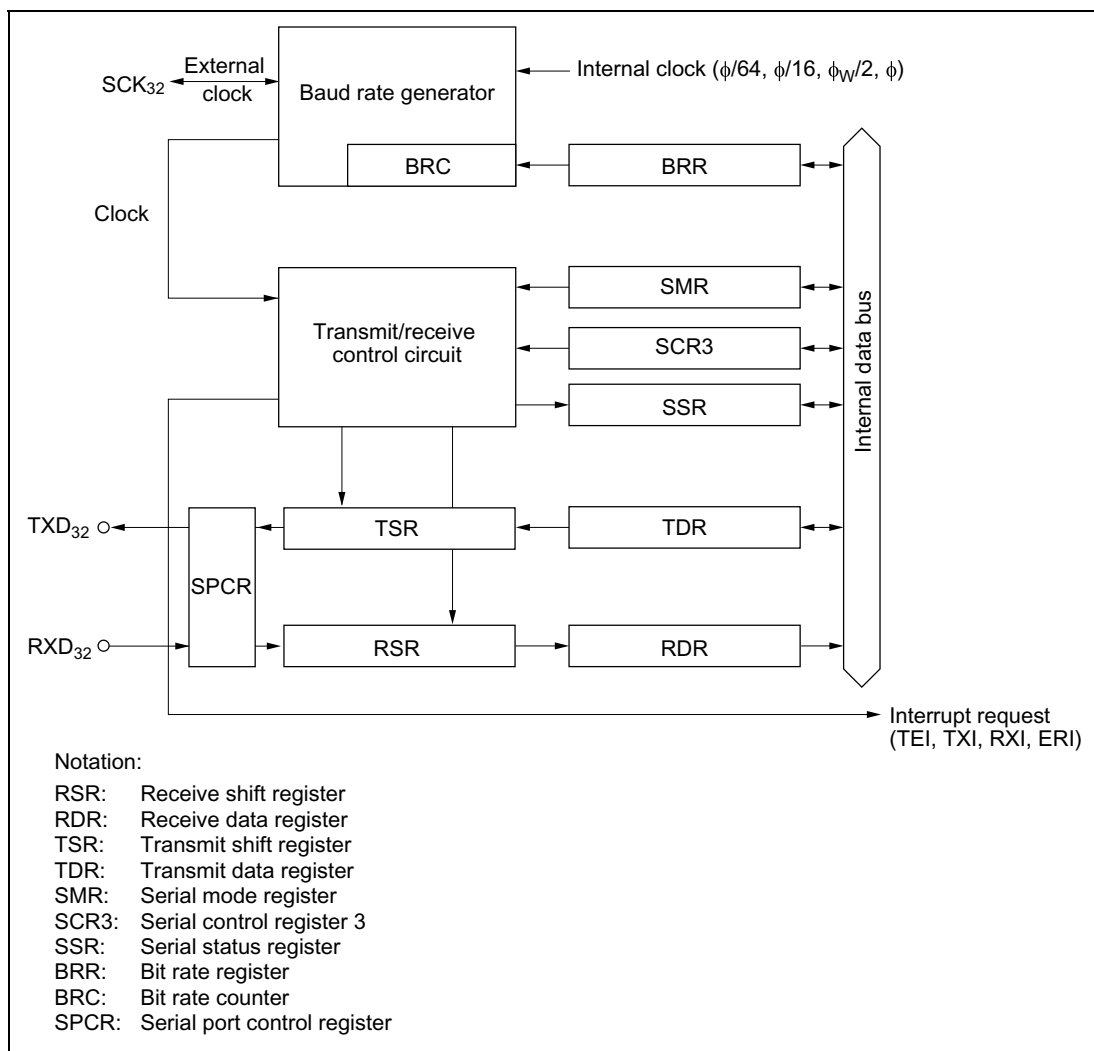 SCK32
External
clock
Baud rate generator
Internal clock (ϕ/64, ϕ/16, ϕW/2, ϕ)
BRC
BRR
Clock
Transmit/receive
control circuit
SMR
SCR3
SSR
Internal data bus
TXD32
SPCR
TSR
TDR
RXD32
RSR
RDR
Interrupt request
(TEI, TXI, RXI, ERI)
Notation:
RSR: Receive shift register
RDR: Receive data register
TSR: Transmit shift register
TDR: Transmit data register
SMR: Serial mode register
SCR3: Serial control register 3
SSR: Serial status register
BRR: Bit rate register
BRC: Bit rate counter
SPCR: Serial port control register